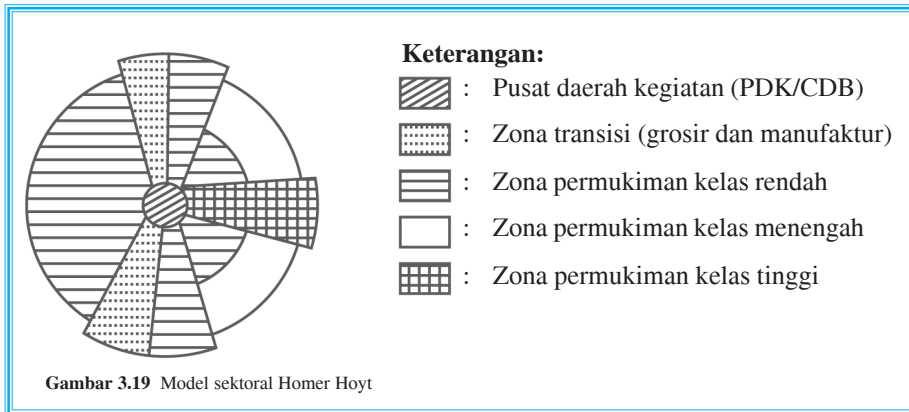 Keterangan:
: Pusat daerah kegiatan (PDK/CDB)
: Zona transisi (grosir dan manufaktur)
: Zona permukiman kelas rendah
: Zona permukiman kelas menengah
: Zona permukiman kelas tinggi
Gambar 3.19 Model sektoral Homer Hoyt